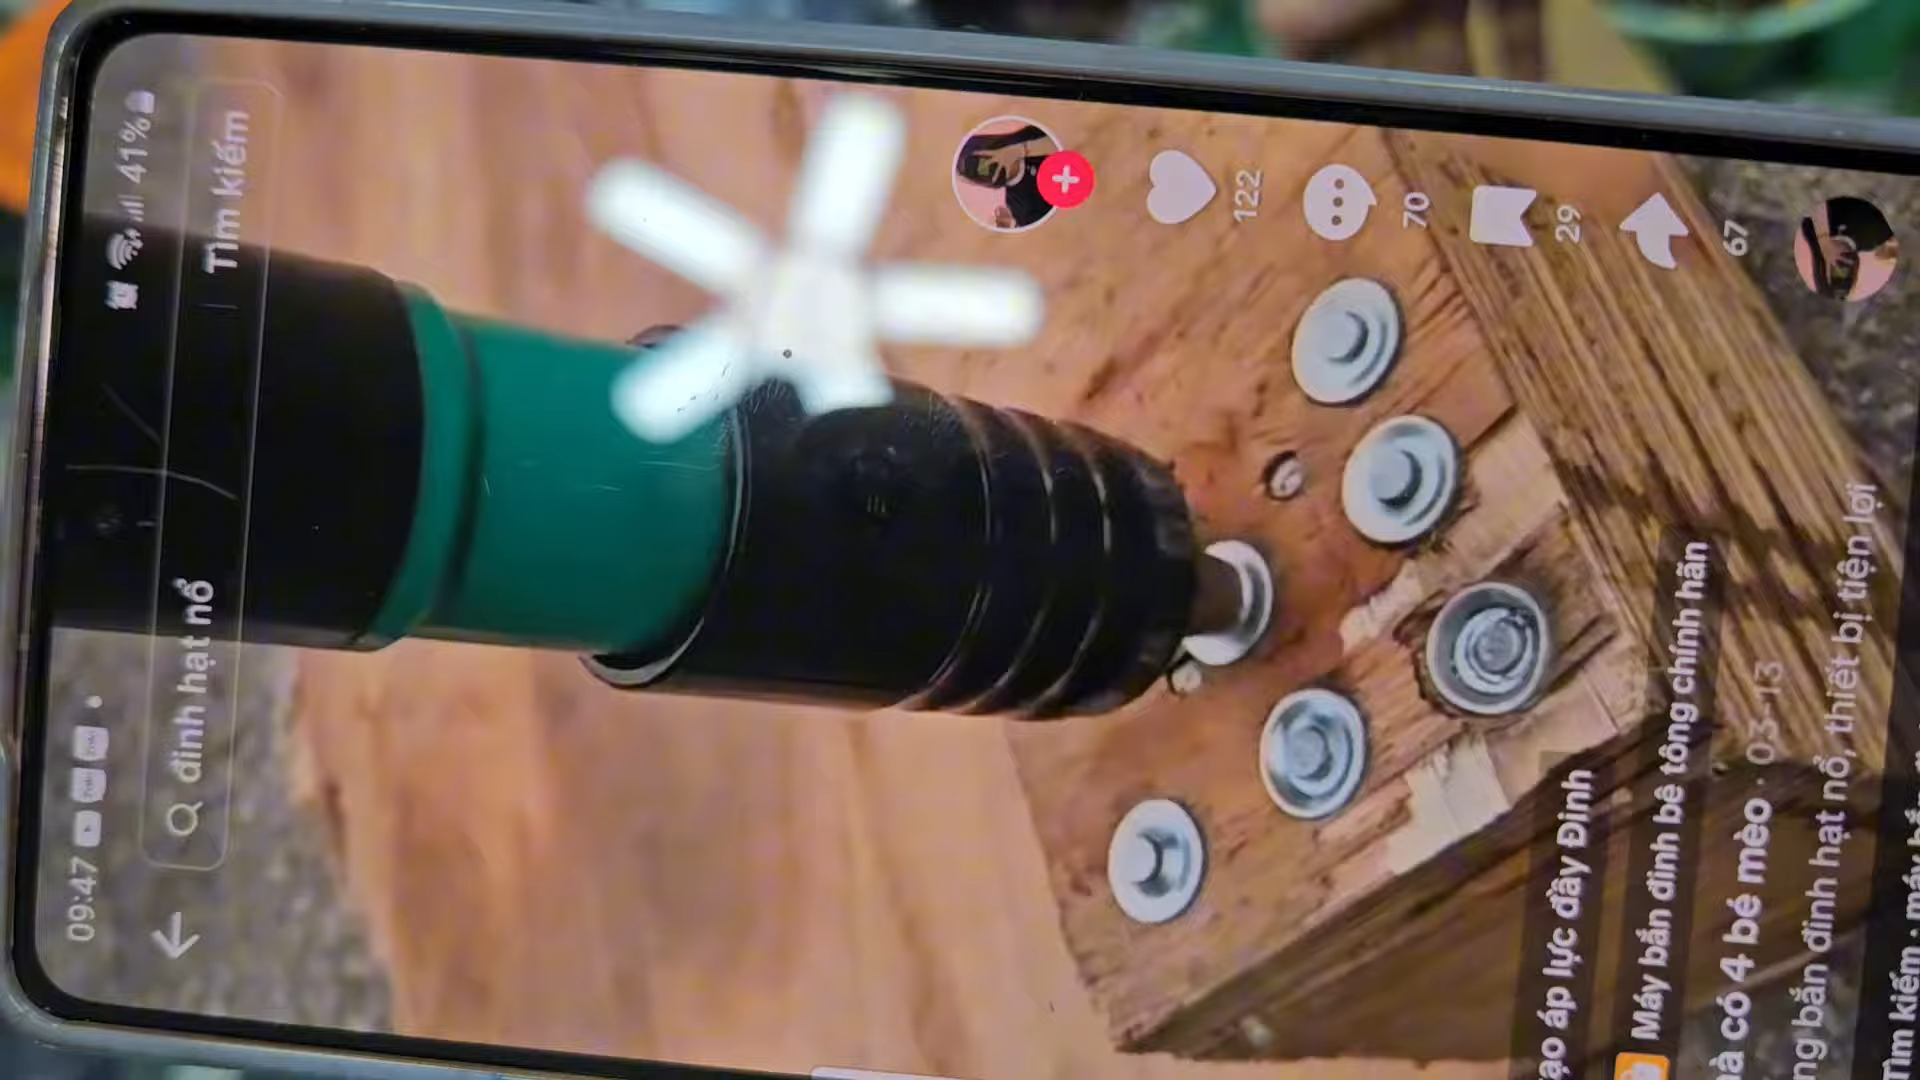 09:47
41%
đinh hạt nổ
Tìm kiếm
122
70
29
67
tạo áp lực đẩy Đinh
Máy bắn đinh bê tông chính hãn
nà có 4 bé mèo · 03-13
ng bắn đinh hạt nổ, thiết bị tiện lợi
Tìm kiếm · máy bắn